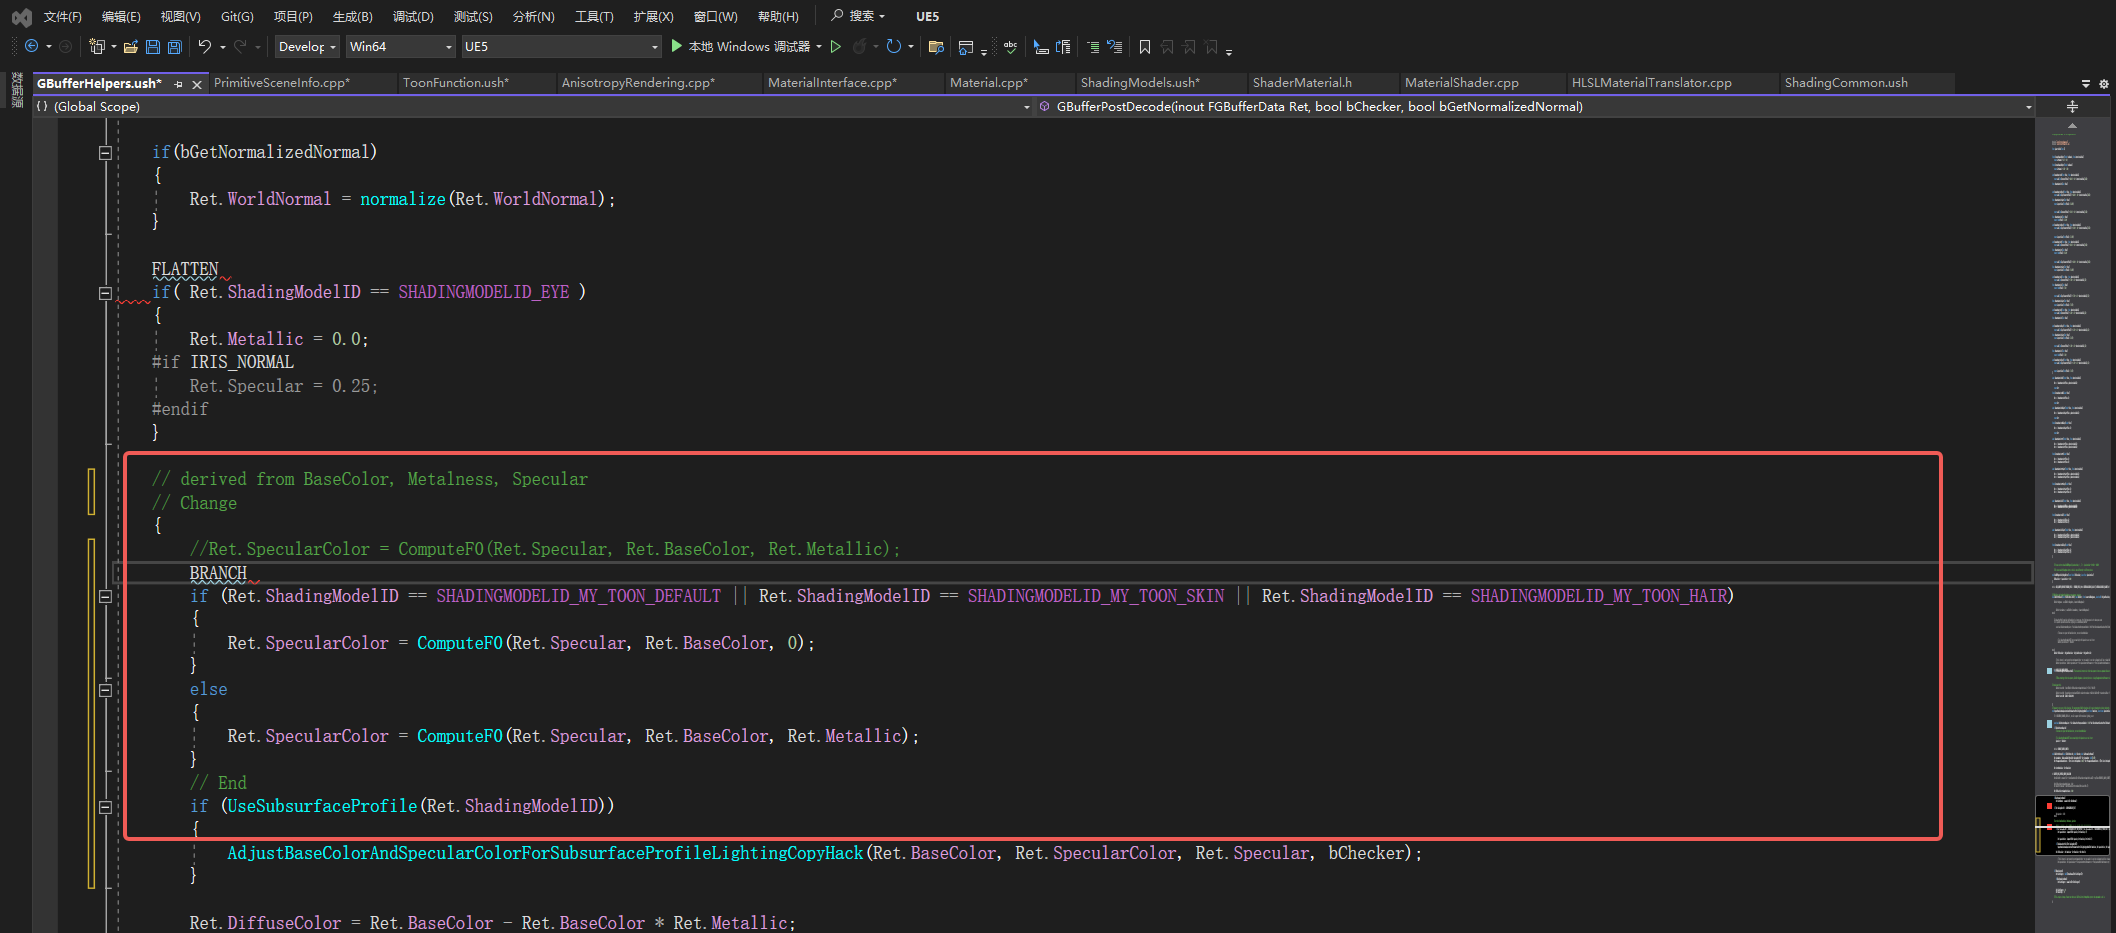 文件(F) 编辑(E) 视图(V) Git(G) 项目(P) 生成(B) 调试(D) 测试(S) 分析(N) 工具(T) 扩展(X) 窗口(W) 帮助(H) 搜索 UE5
Develop Win64 UE5 本地 Windows 调试器
数据源
GBufferHelpers.ush* PrimitiveSceneInfo.cpp* ToonFunction.ush* AnisotropyRendering.cpp* MaterialInterface.cpp* Material.cpp* ShadingModels.ush* ShaderMaterial.h MaterialShader.cpp HLSLMaterialTranslator.cpp ShadingCommon.ush
(Global Scope) GBufferPostDecode(inout FGBufferData Ret, bool bChecker, bool bGetNormalizedNormal)
if(bGetNormalizedNormal)
{
Ret.WorldNormal = normalize(Ret.WorldNormal);
}
FLATTEN
if( Ret.ShadingModelID == SHADINGMODELID_EYE )
{
Ret.Metallic = 0.0;
#if IRIS_NORMAL
Ret.Specular = 0.25;
#endif
}
// derived from BaseColor, Metalness, Specular
// Change
{
//Ret.SpecularColor = ComputeF0(Ret.Specular, Ret.BaseColor, Ret.Metallic);
BRANCH
if (Ret.ShadingModelID == SHADINGMODELID_MY_TOON_DEFAULT || Ret.ShadingModelID == SHADINGMODELID_MY_TOON_SKIN || Ret.ShadingModelID == SHADINGMODELID_MY_TOON_HAIR)
{
Ret.SpecularColor = ComputeF0(Ret.Specular, Ret.BaseColor, 0);
}
else
{
Ret.SpecularColor = ComputeF0(Ret.Specular, Ret.BaseColor, Ret.Metallic);
}
// End
if (UseSubsurfaceProfile(Ret.ShadingModelID))
{
AdjustBaseColorAndSpecularColorForSubsurfaceProfileLightingCopyHack(Ret.BaseColor, Ret.SpecularColor, Ret.Specular, bChecker);
}
Ret.DiffuseColor = Ret.BaseColor - Ret.BaseColor * Ret.Metallic;